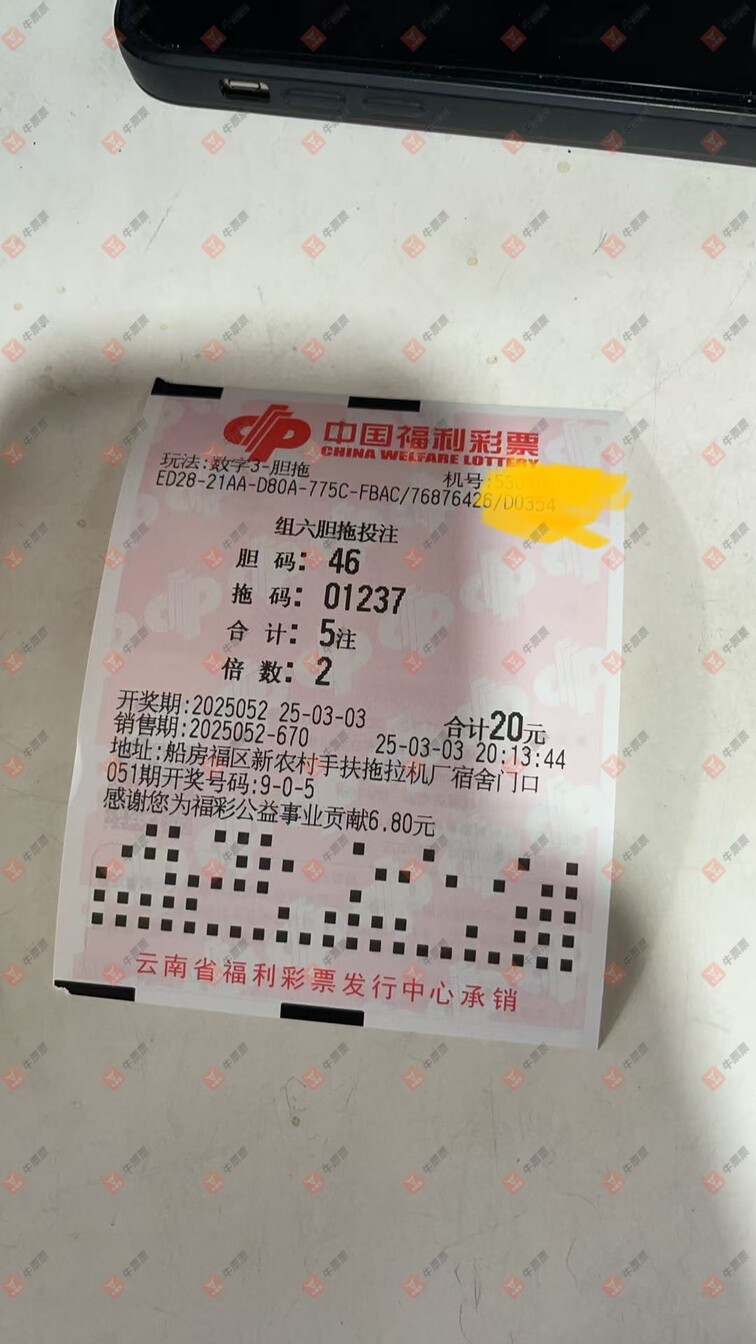 中国福利彩票
CHINA WELFARE LOTTERY
玩法:数字3-胆拖 机号:530
ED28-21AA-D80A-775C-FBAC/76876426/D0354
组六胆拖投注
胆 码: 46
拖 码: 01237
合 计: 5注
倍 数: 2
开奖期:2025052 25-03-03 合计20元
销售期:2025052-670 25-03-03 20:13:44
地址:船房福区新农村手扶拖拉机厂宿舍门口
051期开奖号码:9-0-5
感谢您为福彩公益事业贡献6.80元
云南省福利彩票发行中心承销